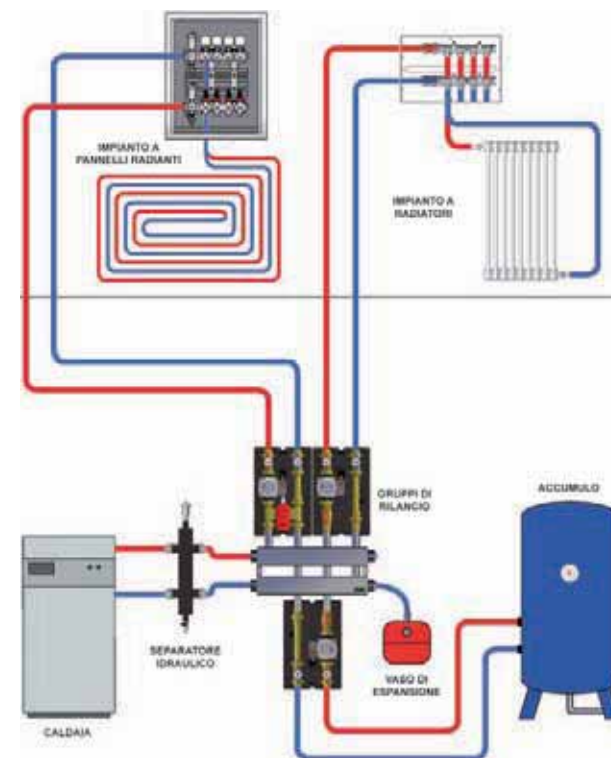 IMPIANTO A
PANNELLI RADIANTI
IMPIANTO A
RADIATORI
GRUPPI DI
RILANCIO
ACCUMULO
SEPARATORE
IDRAULICO
VASO DI
ESPANSIONE
CALDAIA